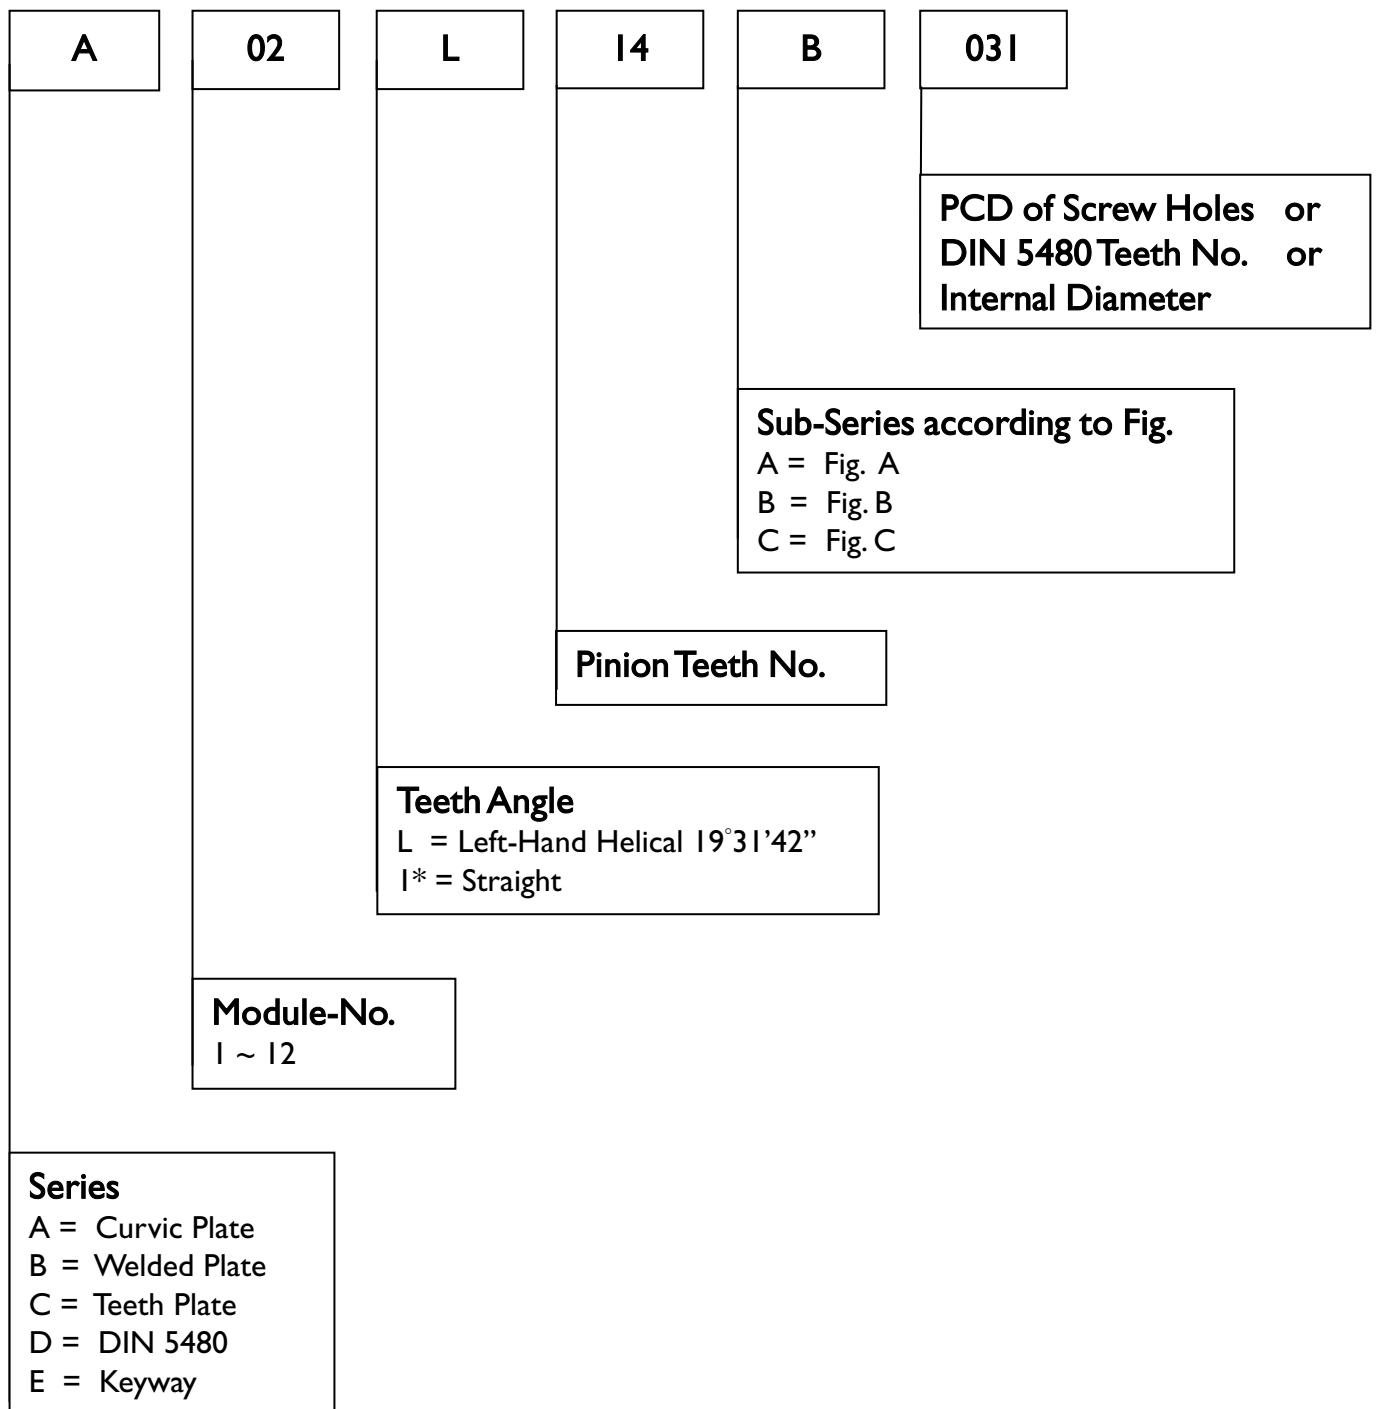 A 02 L 14 B 031
PCD of Screw Holes or
DIN 5480 Teeth No. or
Internal Diameter
Sub-Series according to Fig.
A = Fig. A
B = Fig. B
C = Fig. C
Pinion Teeth No.
Teeth Angle
L = Left-Hand Helical 19°31’42”
1* = Straight
Module-No.
1 ~ 12
Series
A = Curvic Plate
B = Welded Plate
C = Teeth Plate
D = DIN 5480
E = Keyway